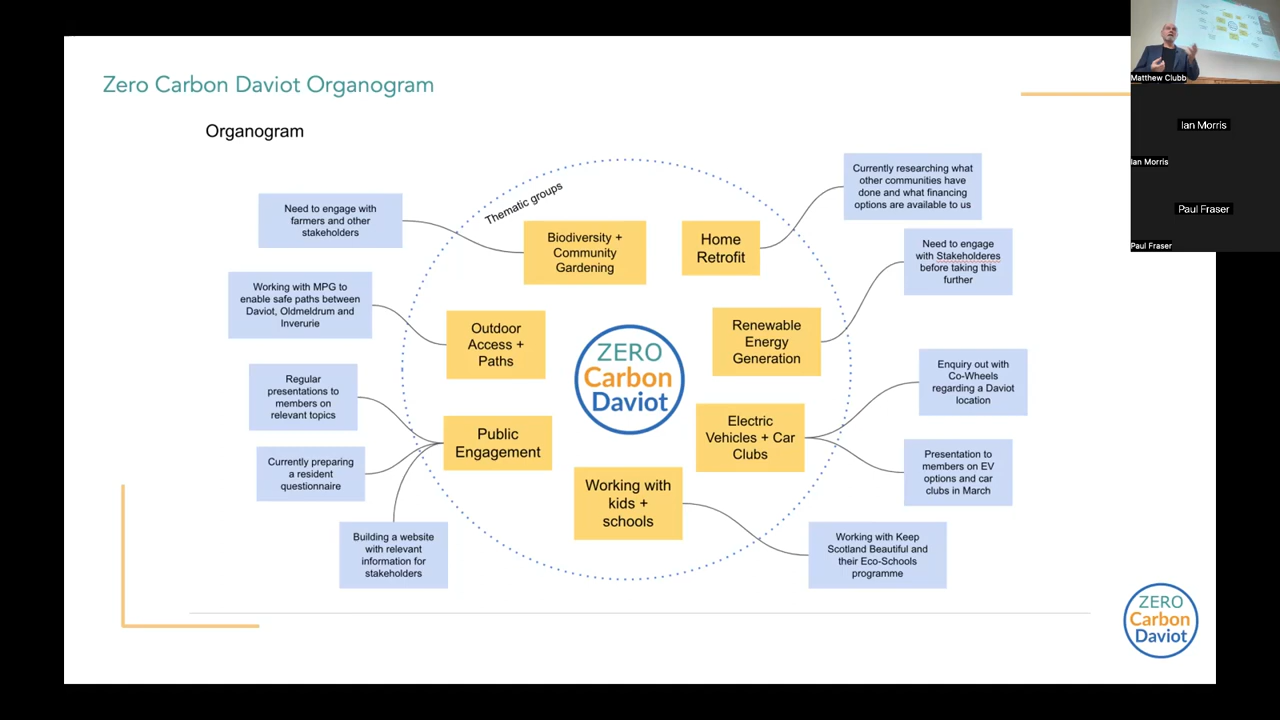 Zero Carbon Daviot Organogram
Organogram
Thematic groups
Need to engage with
farmers and other
stakeholders
Biodiversity +
Community
Gardening
Home
Retrofit
Currently researching what
other communities have
done and what financing
options are available to us
Need to engage
with Stakeholderes
before taking this
further
Working with MPG to
enable safe paths between
Daviot, Oldmeldrum and
Inverurie
Outdoor
Access +
Paths
Renewable
Energy
Generation
ZERO
Carbon
Daviot
Regular
presentations to
members on
relevant topics
Public
Engagement
Electric
Vehicles + Car
Clubs
Enquiry out with
Co-Wheels
regarding a Daviot
location
Currently preparing
a resident
questionnaire
Working with
kids +
schools
Presentation to
members on EV
options and car
clubs in March
Building a website
with relevant
information for
stakeholders
Working with Keep
Scotland Beautiful and
their Eco-Schools
programme
ZERO
Carbon
Daviot
Matthew Clubb
Ian Morris
Ian Morris
Paul Fraser
Paul Fraser